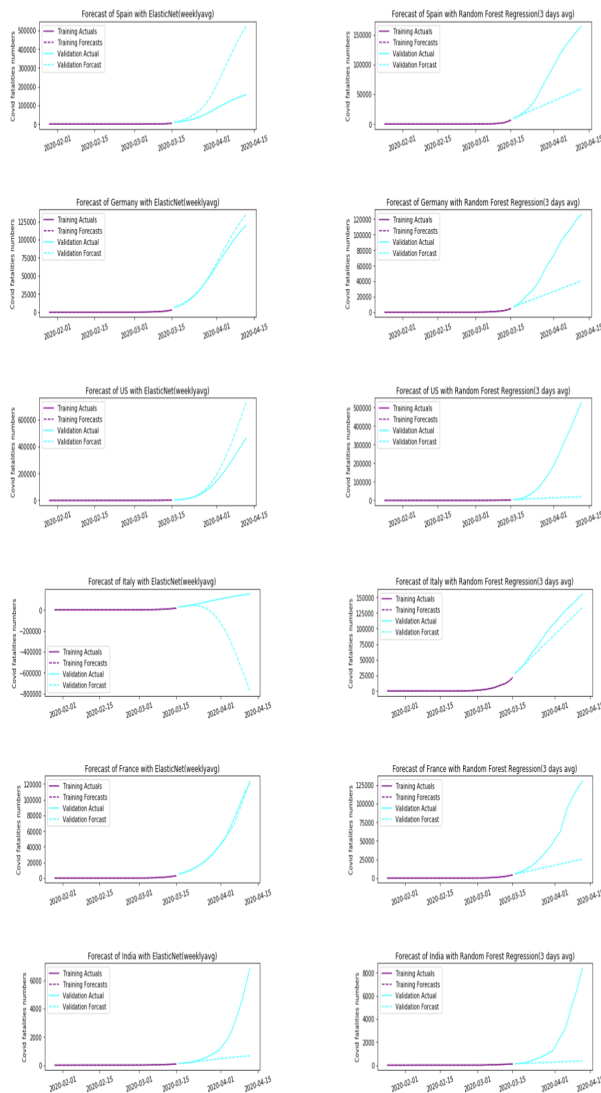 Forecast of Spain with ElasticNet(weeklyavg)
Covid fatalities numbers
500000
400000
300000
200000
100000
0
Training Actuals
Training Forecasts
Validation Actual
Validation Forcast
2020-02-01
2020-02-15
2020-03-01
2020-03-15
2020-04-01
2020-04-15
Forecast of Spain with Random Forest Regression(3 days avg)
Covid fatalities numbers
150000
100000
50000
0
Training Actuals
Training Forecasts
Validation Actual
Validation Forcast
2020-02-01
2020-02-15
2020-03-01
2020-03-15
2020-04-01
2020-04-15
Forecast of Germany with ElasticNet(weeklyavg)
Covid fatalities numbers
125000
100000
75000
50000
25000
0
Training Actuals
Training Forecasts
Validation Actual
Validation Forcast
2020-02-01
2020-02-15
2020-03-01
2020-03-15
2020-04-01
2020-04-15
Forecast of Germany with Random Forest Regression(3 days avg)
Covid fatalities numbers
120000
100000
80000
60000
40000
20000
0
Training Actuals
Training Forecasts
Validation Actual
Validation Forcast
2020-02-01
2020-02-15
2020-03-01
2020-03-15
2020-04-01
2020-04-15
Forecast of US with ElasticNet(weeklyavg)
Covid fatalities numbers
600000
400000
200000
0
Training Actuals
Training Forecasts
Validation Actual
Validation Forcast
2020-02-01
2020-02-15
2020-03-01
2020-03-15
2020-04-01
2020-04-15
Forecast of US with Random Forest Regression(3 days avg)
Covid fatalities numbers
500000
400000
300000
200000
100000
0
Training Actuals
Training Forecasts
Validation Actual
Validation Forcast
2020-02-01
2020-02-15
2020-03-01
2020-03-15
2020-04-01
2020-04-15
Forecast of Italy with ElasticNet(weeklyavg)
Covid fatalities numbers
0
−200000
−400000
−600000
−800000
Training Actuals
Training Forecasts
Validation Actual
Validation Forcast
2020-02-01
2020-02-15
2020-03-01
2020-03-15
2020-04-01
2020-04-15
Forecast of Italy with Random Forest Regression(3 days avg)
Covid fatalities numbers
150000
125000
100000
75000
50000
25000
0
Training Actuals
Training Forecasts
Validation Actual
Validation Forcast
2020-02-01
2020-02-15
2020-03-01
2020-03-15
2020-04-01
2020-04-15
Forecast of France with ElasticNet(weeklyavg)
Covid fatalities numbers
120000
100000
80000
60000
40000
20000
0
Training Actuals
Training Forecasts
Validation Actual
Validation Forcast
2020-02-01
2020-02-15
2020-03-01
2020-03-15
2020-04-01
2020-04-15
Forecast of France with Random Forest Regression(3 days avg)
Covid fatalities numbers
125000
100000
75000
50000
25000
0
Training Actuals
Training Forecasts
Validation Actual
Validation Forcast
2020-02-01
2020-02-15
2020-03-01
2020-03-15
2020-04-01
2020-04-15
Forecast of India with ElasticNet(weeklyavg)
Covid fatalities numbers
6000
4000
2000
0
Training Actuals
Training Forecasts
Validation Actual
Validation Forcast
2020-02-01
2020-02-15
2020-03-01
2020-03-15
2020-04-01
2020-04-15
Forecast of India with Random Forest Regression(3 days avg)
Covid fatalities numbers
8000
6000
4000
2000
0
Training Actuals
Training Forecasts
Validation Actual
Validation Forcast
2020-02-01
2020-02-15
2020-03-01
2020-03-15
2020-04-01
2020-04-15